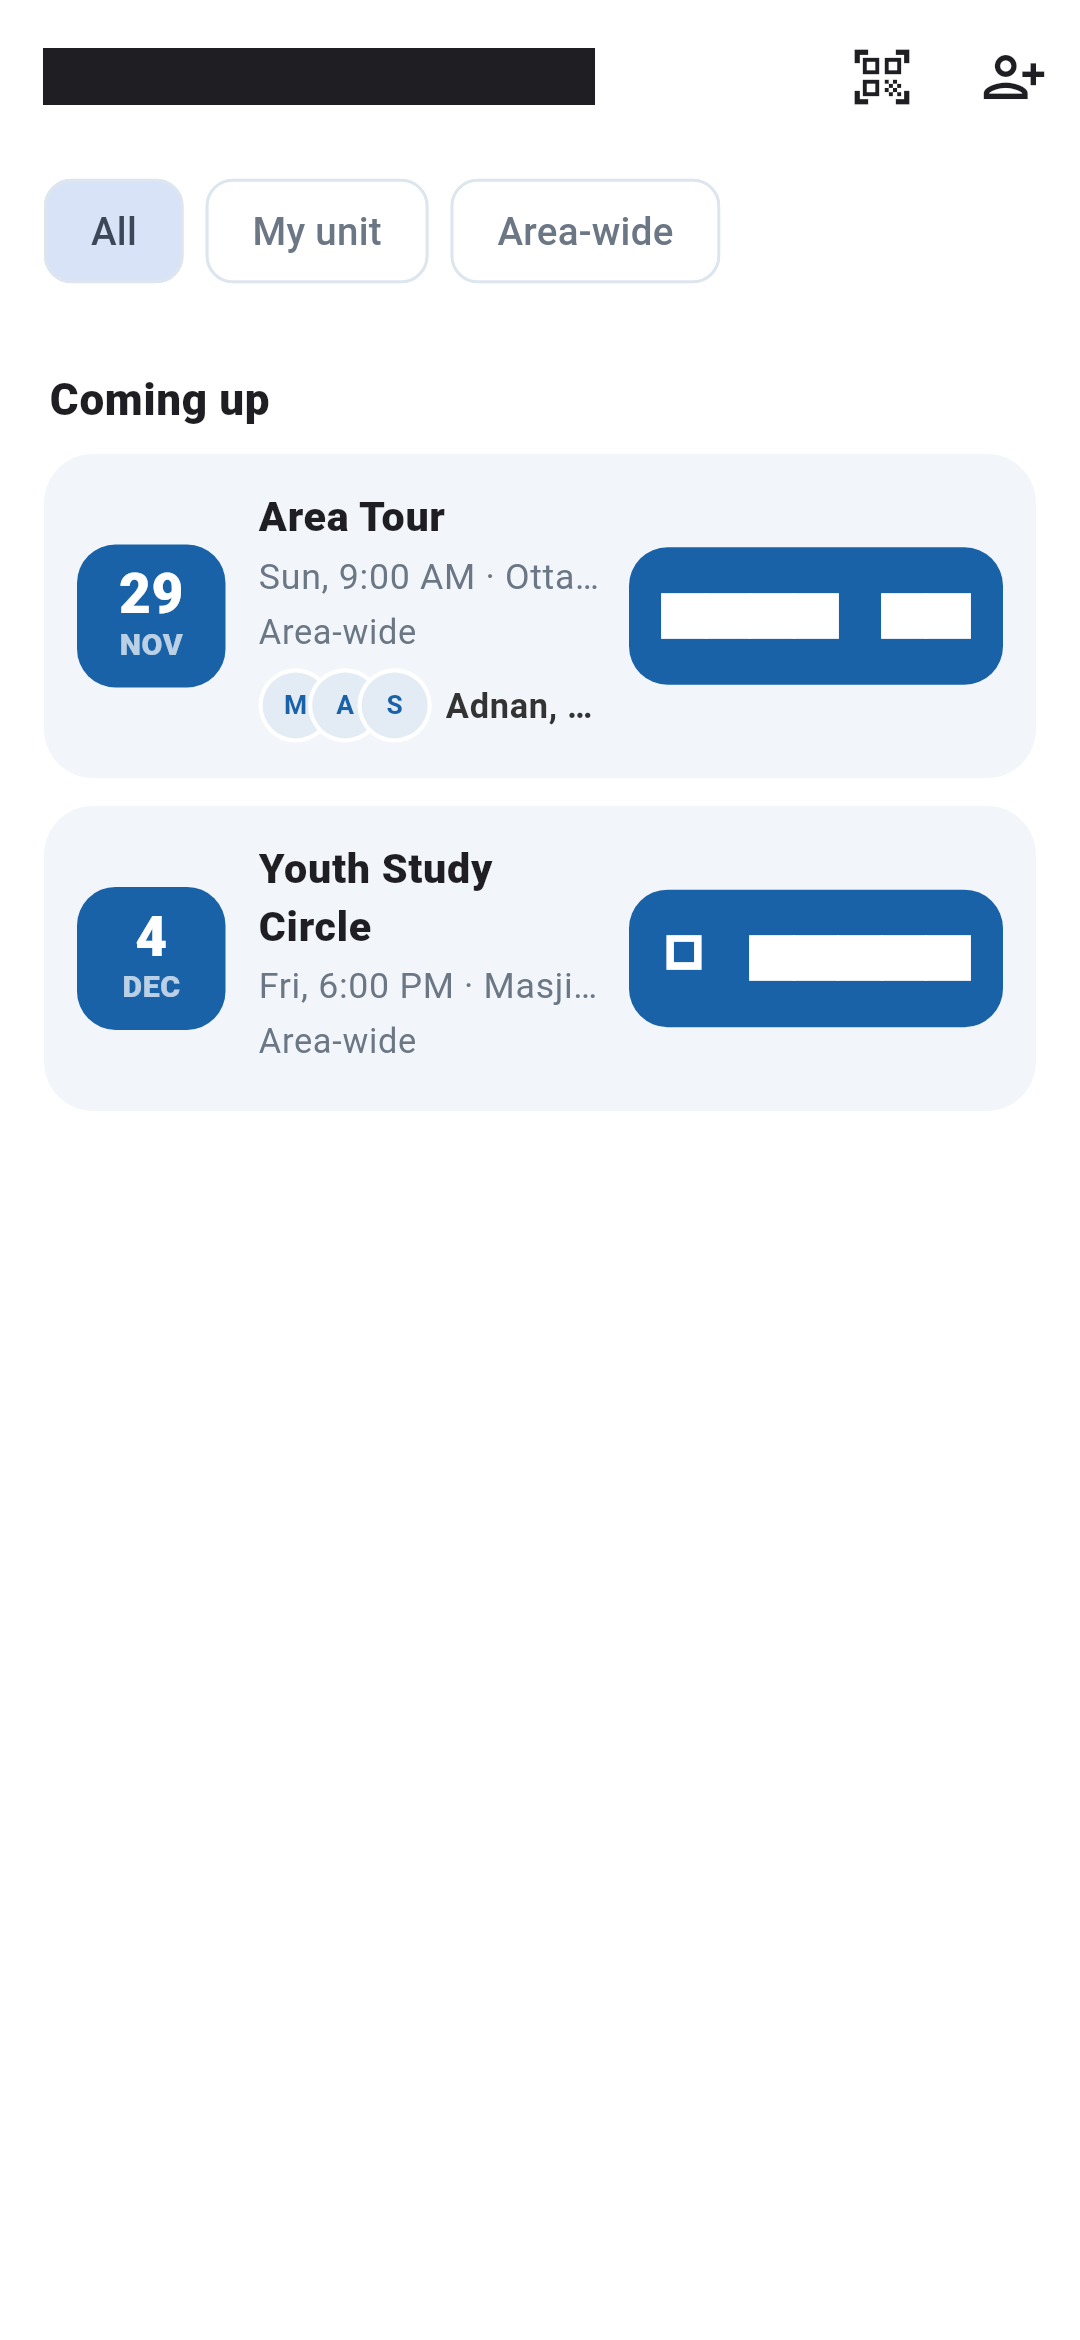 All
My unit
Area-wide
Coming up
29
NOV
Area Tour
Sun, 9:00 AM · Otta…
Area-wide
M
A
S
Adnan, …
4
DEC
Youth Study
Circle
Fri, 6:00 PM · Masji…
Area-wide